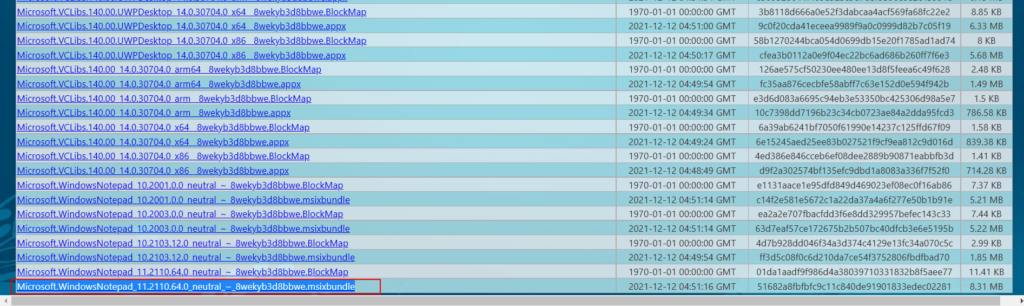 Microsoft.VCLibs.140.00.UWPDesktop_14.0.30704.0_x64__8wekyb3d8bbwe.BlockMap 1970-01-01 00:00:00 GMT 3b8118d666a0e52f3dabcaa4acf569fa68fc22e2 8.85 KB
Microsoft.VCLibs.140.00.UWPDesktop_14.0.30704.0_x64__8wekyb3d8bbwe.appx 2021-12-12 04:51:00 GMT 9c0f20cda41eceea9989f9a0c0999d82b7c05f19 6.33 MB
Microsoft.VCLibs.140.00.UWPDesktop_14.0.30704.0_x86__8wekyb3d8bbwe.BlockMap 1970-01-01 00:00:00 GMT 58b1270244bca054d0699db15e20f1785ad1ad74 8 KB
Microsoft.VCLibs.140.00.UWPDesktop_14.0.30704.0_x86__8wekyb3d8bbwe.appx 2021-12-12 04:50:17 GMT cfea3b0112a0e9f04ec22bc6ad686b260ff7f6e3 5.68 MB
Microsoft.VCLibs.140.00_14.0.30704.0_arm64__8wekyb3d8bbwe.BlockMap 1970-01-01 00:00:00 GMT 126ae575cf50230ee480ee13d8f5feea6c49f628 2.48 KB
Microsoft.VCLibs.140.00_14.0.30704.0_arm64__8wekyb3d8bbwe.appx 2021-12-12 04:49:54 GMT fc35aa876cecbfe58abff7c63e152d0e594f942b 1.49 MB
Microsoft.VCLibs.140.00_14.0.30704.0_arm__8wekyb3d8bbwe.BlockMap 1970-01-01 00:00:00 GMT e3d6d083a6695c94eb3e53350bc425306d98a5e7 1.5 KB
Microsoft.VCLibs.140.00_14.0.30704.0_arm__8wekyb3d8bbwe.appx 2021-12-12 04:49:34 GMT 10c7398dd7196b23c34cb0723ae84a2dda95fcd3 786.58 KB
Microsoft.VCLibs.140.00_14.0.30704.0_x64__8wekyb3d8bbwe.BlockMap 1970-01-01 00:00:00 GMT 6a39ab6241bf7050f61990e14237c125ffd67f09 1.58 KB
Microsoft.VCLibs.140.00_14.0.30704.0_x64__8wekyb3d8bbwe.appx 2021-12-12 04:49:24 GMT 6e15245aed25ee83b027521f9cf9ea812c9d016d 839.38 KB
Microsoft.VCLibs.140.00_14.0.30704.0_x86__8wekyb3d8bbwe.BlockMap 1970-01-01 00:00:00 GMT 4ed386e846cceb6ef08dee2889b90871eabbfb3d 1.41 KB
Microsoft.VCLibs.140.00_14.0.30704.0_x86__8wekyb3d8bbwe.appx 2021-12-12 04:48:49 GMT d9f2a302574bf135efc9dbd1a8083a336f7f52f0 714.28 KB
Microsoft.WindowsNotepad_10.2001.0.0_neutral_~_8wekyb3d8bbwe.BlockMap 1970-01-01 00:00:00 GMT e1131aace1e95dfd849d469023ef08ec0f16ab86 7.37 KB
Microsoft.WindowsNotepad_10.2001.0.0_neutral_~_8wekyb3d8bbwe.msixbundle 2021-12-12 04:51:14 GMT c14f2e581e5672c1a22da37a4a6f277e50b1b91e 5.21 MB
Microsoft.WindowsNotepad_10.2003.0.0_neutral_~_8wekyb3d8bbwe.BlockMap 1970-01-01 00:00:00 GMT ea2a2e707fbacfdd3f6e8dd329957befec143c33 7.44 KB
Microsoft.WindowsNotepad_10.2003.0.0_neutral_~_8wekyb3d8bbwe.msixbundle 2021-12-12 04:51:15 GMT 63d7eaf57ce172675b2b507bc40dfcb3e6e5195b 5.22 MB
Microsoft.WindowsNotepad_10.2103.12.0_neutral_~_8wekyb3d8bbwe.BlockMap 1970-01-01 00:00:00 GMT 4d7b928dd046f34a3d374c4129e13fc34a070c5c 2.99 KB
Microsoft.WindowsNotepad_10.2103.12.0_neutral_~_8wekyb3d8bbwe.msixbundle 2021-12-12 04:51:15 GMT ff3d5c08f0c6d210da7ce54f3752806fbdfbad70 1.85 MB
Microsoft.WindowsNotepad_11.2110.64.0_neutral_~_8wekyb3d8bbwe.BlockMap 1970-01-01 00:00:00 GMT 01da1aadf9f986d4a38039710331832b8f5aee77 11.41 KB
Microsoft.WindowsNotepad_11.2110.64.0_neutral_~_8wekyb3d8bbwe.msixbundle 2021-12-12 04:51:16 GMT 51682a8fbfbfc9c11c840de91901833edec02281 8.31 MB